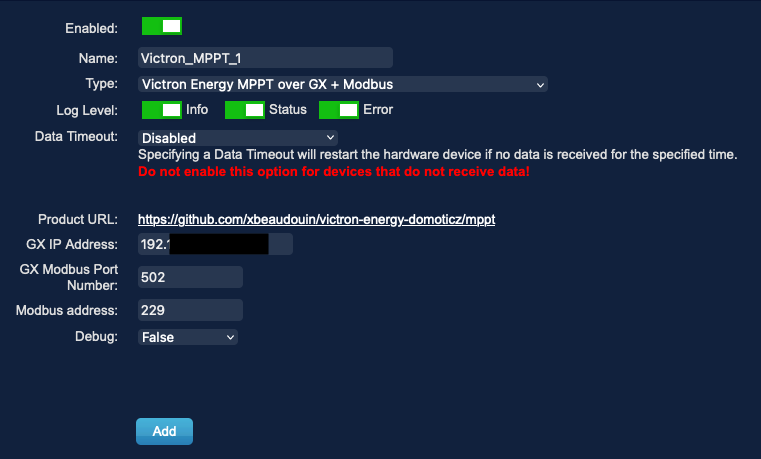 Enabled:
Name: Victron_MPPT_1
Type: Victron Energy MPPT over GX + Modbus
Log Level: Info Status Error
Data Timeout: Disabled
Specifying a Data Timeout will restart the hardware device if no data is received for the specified time.
Do not enable this option for devices that do not receive data!
Product URL: https://github.com/xbeaudouin/victron-energy-domoticz/mppt
GX IP Address: 192.
GX Modbus Port
Number: 502
Modbus address: 229
Debug: False
Add